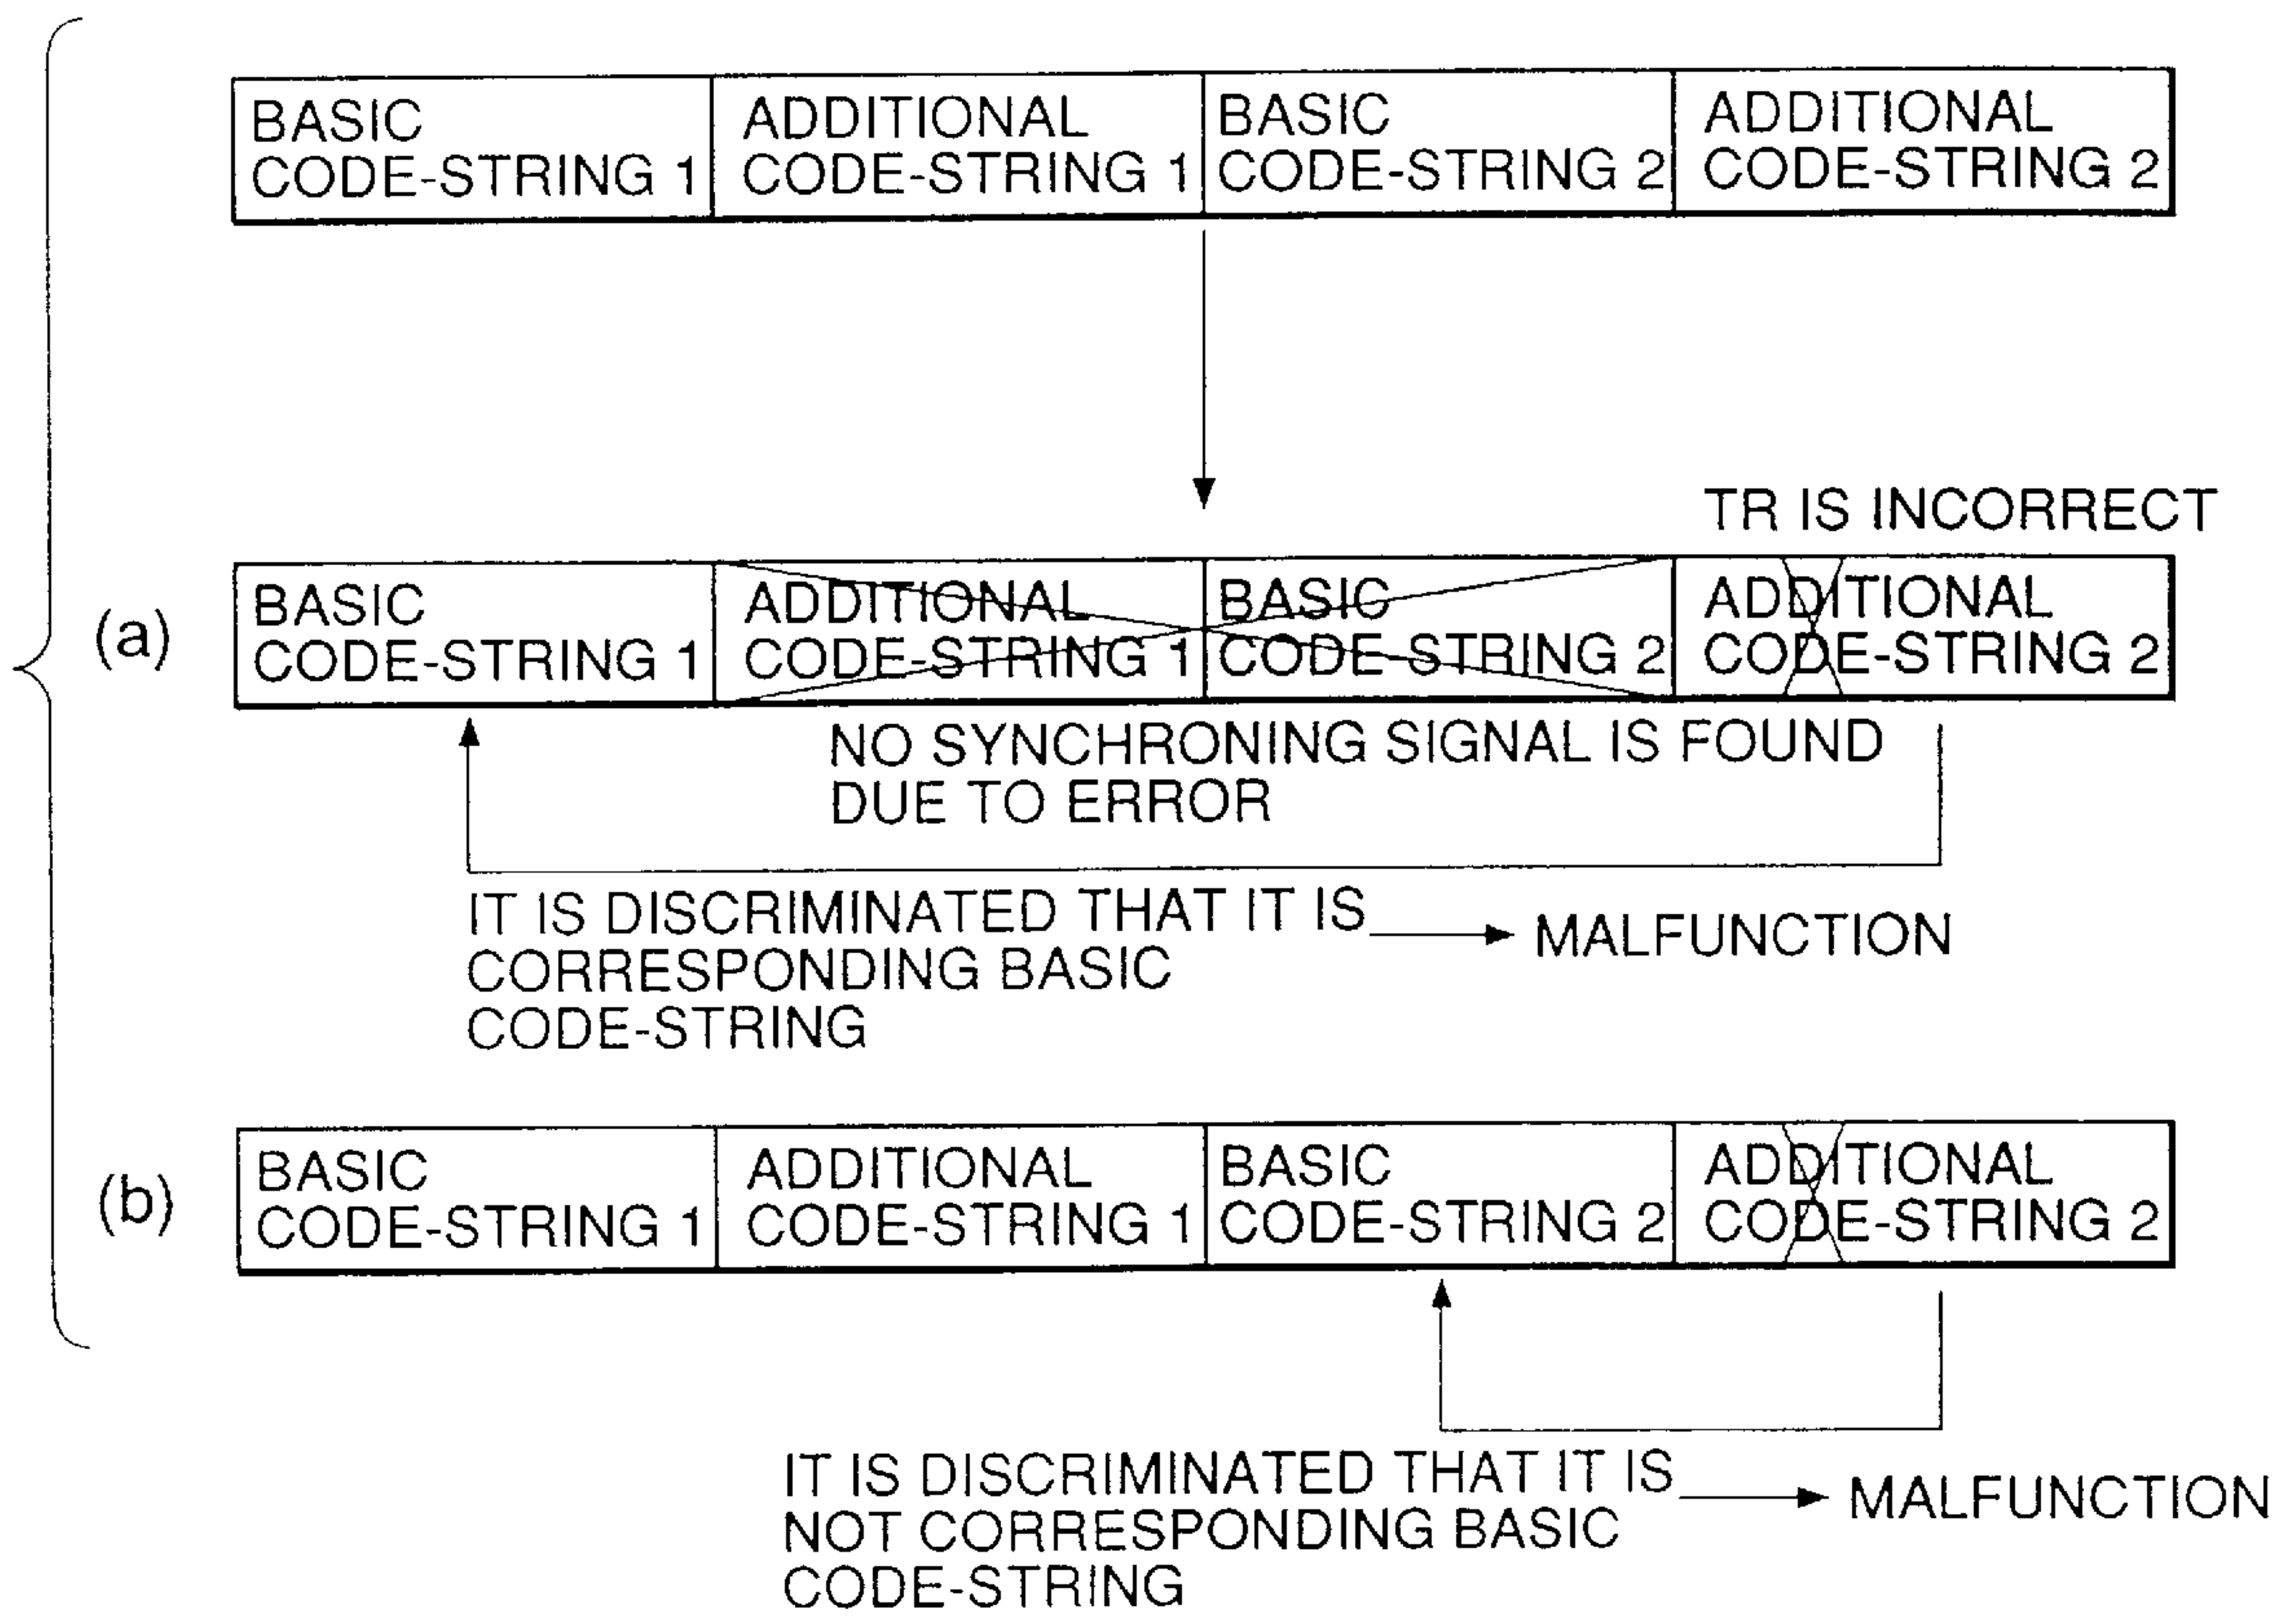 BASIC
CODE-STRING 1
ADDITIONAL
CODE-STRING 1
BASIC
CODE-STRING 2
ADDITIONAL
CODE-STRING 2
TR IS INCORRECT
(a)
BASIC
CODE-STRING 1
ADDITIONAL
CODE-STRING 1
BASIC
CODE-STRING 2
ADDITIONAL
CODE-STRING 2
NO SYNCHRONING SIGNAL IS FOUND
DUE TO ERROR
IT IS DISCRIMINATED THAT IT IS
CORRESPONDING BASIC
CODE-STRING
MALFUNCTION
(b)
BASIC
CODE-STRING 1
ADDITIONAL
CODE-STRING 1
BASIC
CODE-STRING 2
ADDITIONAL
CODE-STRING 2
IT IS DISCRIMINATED THAT IT IS
NOT CORRESPONDING BASIC
CODE-STRING
MALFUNCTION